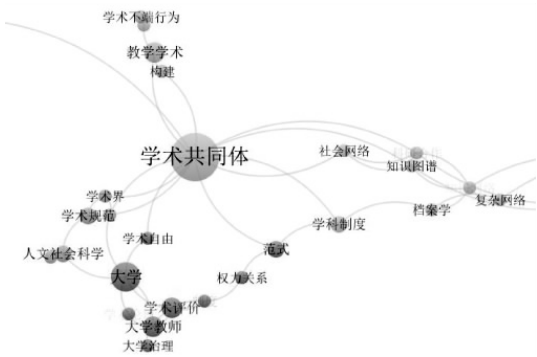 学术不端行为
教学学术
构建
学术共同体
社会网络
知识图谱
学术界
学术规范
复杂网络
档案学
学科制度
学术自由
范式
人文社会科学
大学
权力关系
学术评价
大学教师
大学治理